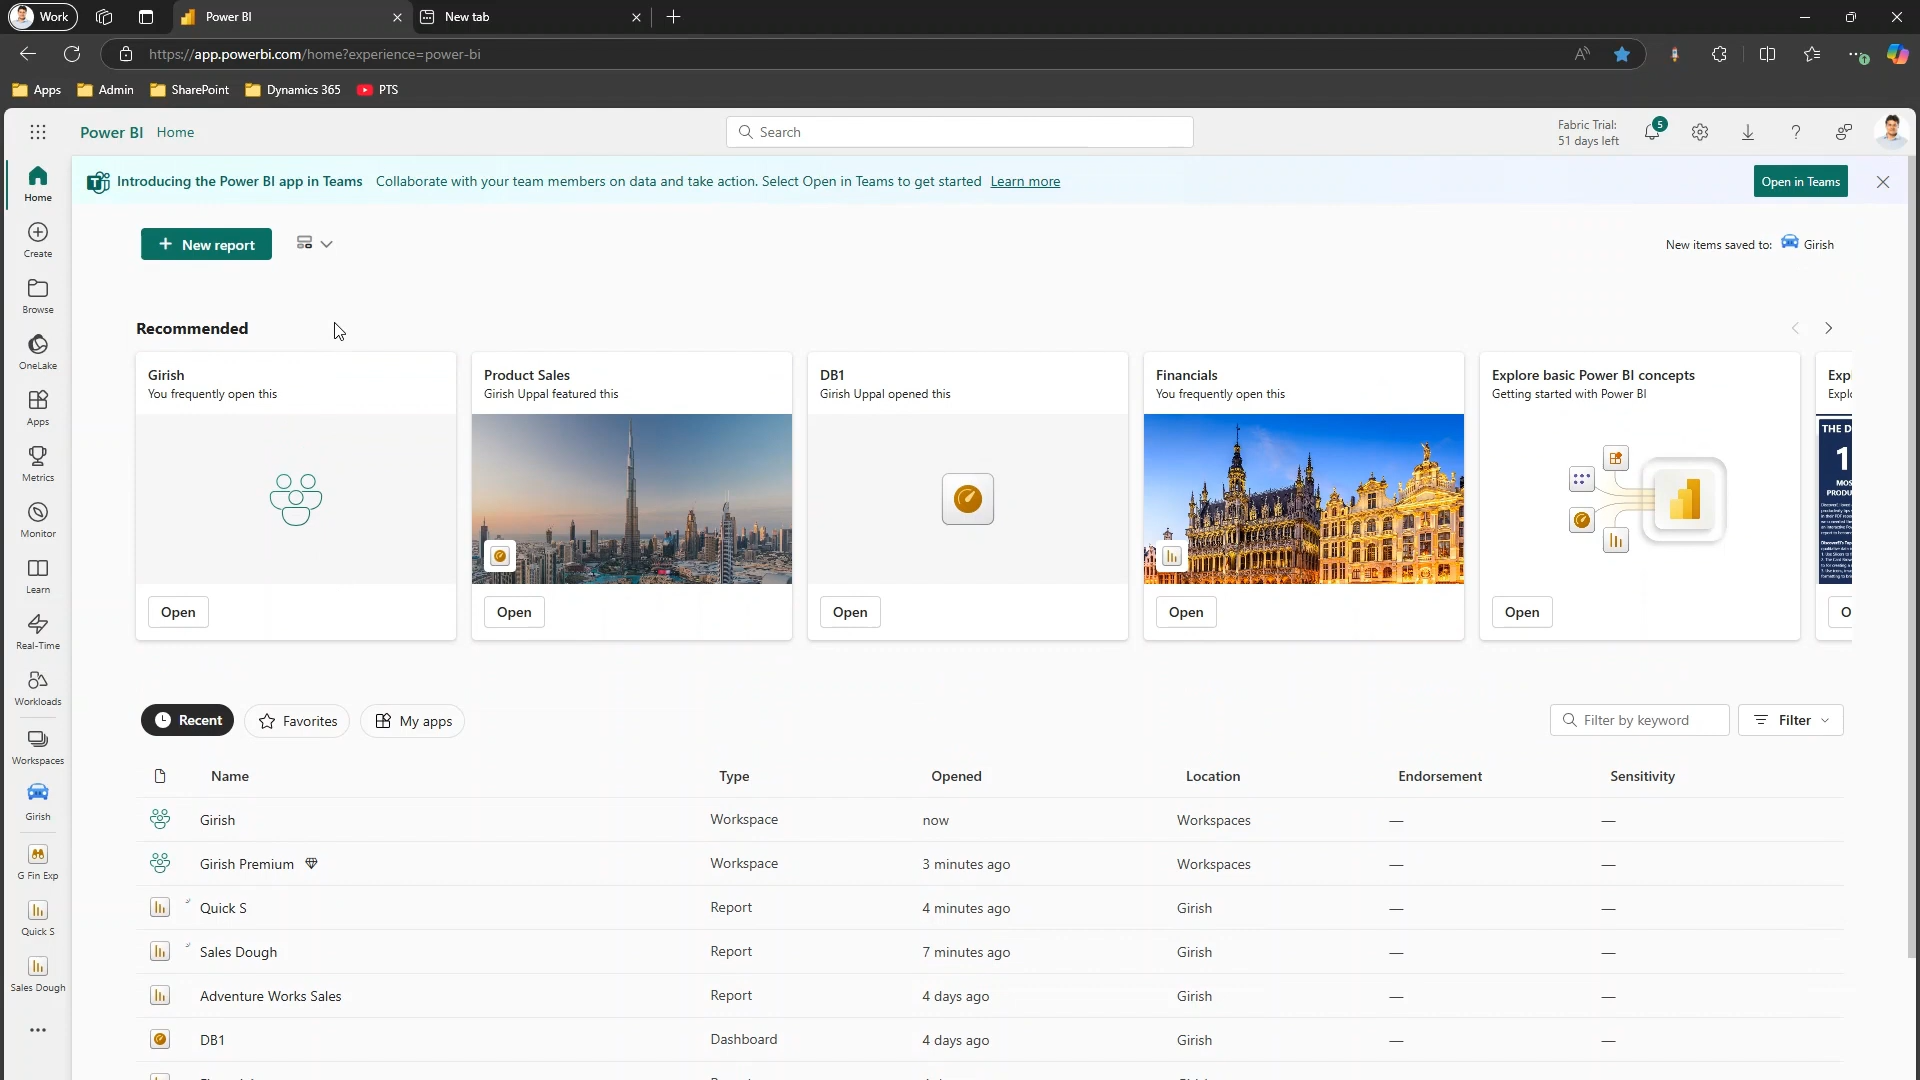 Work
Power BI
New tab
https://app.powerbi.com/home?experience=power-bi
Apps
Admin
SharePoint
Dynamics 365
PTS
Power BI Home
Search
Fabric Trial:
51 days left
5
Introducing the Power BI app in Teams Collaborate with your team members on data and take action. Select Open in Teams to get started Learn more
Open in Teams
Home
Create
Browse
OneLake
Apps
Metrics
Monitor
Learn
Real-Time
Workloads
Workspaces
Girish
G Fin Exp
Quick S
Sales Dough
New report
New items saved to: Girish
Recommended
Girish
You frequently open this
Open
Product Sales
Girish Uppal featured this
Open
DB1
Girish Uppal opened this
Open
Financials
You frequently open this
Open
Explore basic Power BI concepts
Getting started with Power BI
Open
Exp
Explo
THE D
1
MOS
PRODU
O
Recent
Favorites
My apps
Filter by keyword
Filter
Name Type Opened Location Endorsement Sensitivity
Girish Workspace now Workspaces — —
Girish Premium Workspace 3 minutes ago Workspaces — —
Quick S Report 4 minutes ago Girish — —
Sales Dough Report 7 minutes ago Girish — —
Adventure Works Sales Report 4 days ago Girish — —
DB1 Dashboard 4 days ago Girish — —